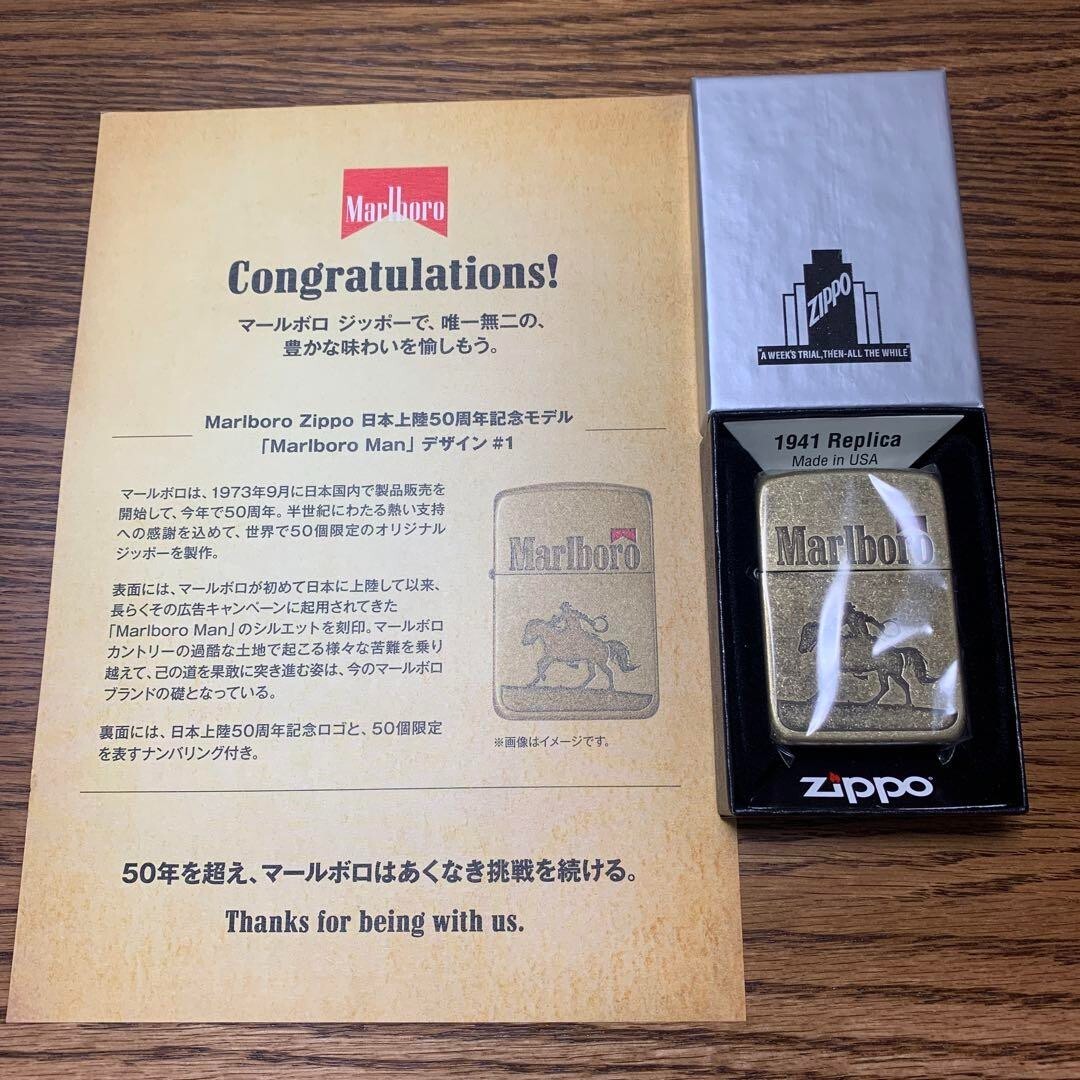 Marlboro
Congratulations!
マールボロ ジッポーで、唯一無二の、
豊かな味わいを愉しもう。
Marlboro Zippo 日本上陸50周年記念モデル
「Marlboro Man」デザイン #1
マールボロは、1973年9月に日本国内で製品販売を
開始して、今年で50周年。半世紀にわたる熱い支持
への感謝を込めて、世界で50個限定のオリジナル
ジッポーを製作。
表面には、マールボロが初めて日本に上陸して以来、
長らくその広告キャンペーンに起用されてきた
「Marlboro Man」のシルエットを刻印。マールボロ
カントリーの過酷な土地で起こる様々な苦難を乗り
越えて、己の道を果敢に突き進む姿は、今のマールボロ
ブランドの礎となっている。
裏面には、日本上陸50周年記念ロゴと、50個限定
を表すナンバリング付き。
Marlboro
※画像はイメージです。
50年を超え、マールボロはあくなき挑戦を続ける。
Thanks for being with us.
ZIPPO
"A WEEK'S TRIAL,THEN-ALL THE WHILE"
1941 Replica
Made in USA
Marlboro
zippo